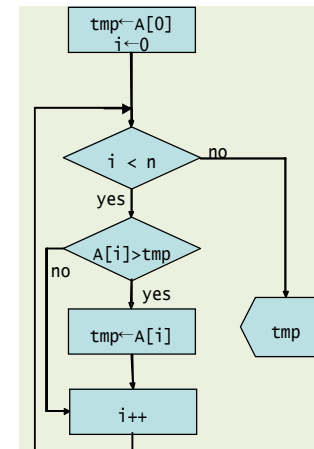 tmp←A[0]
i←0
i < n
no
yes
A[i]>tmp
no
yes
tmp←A[i]
tmp
i++